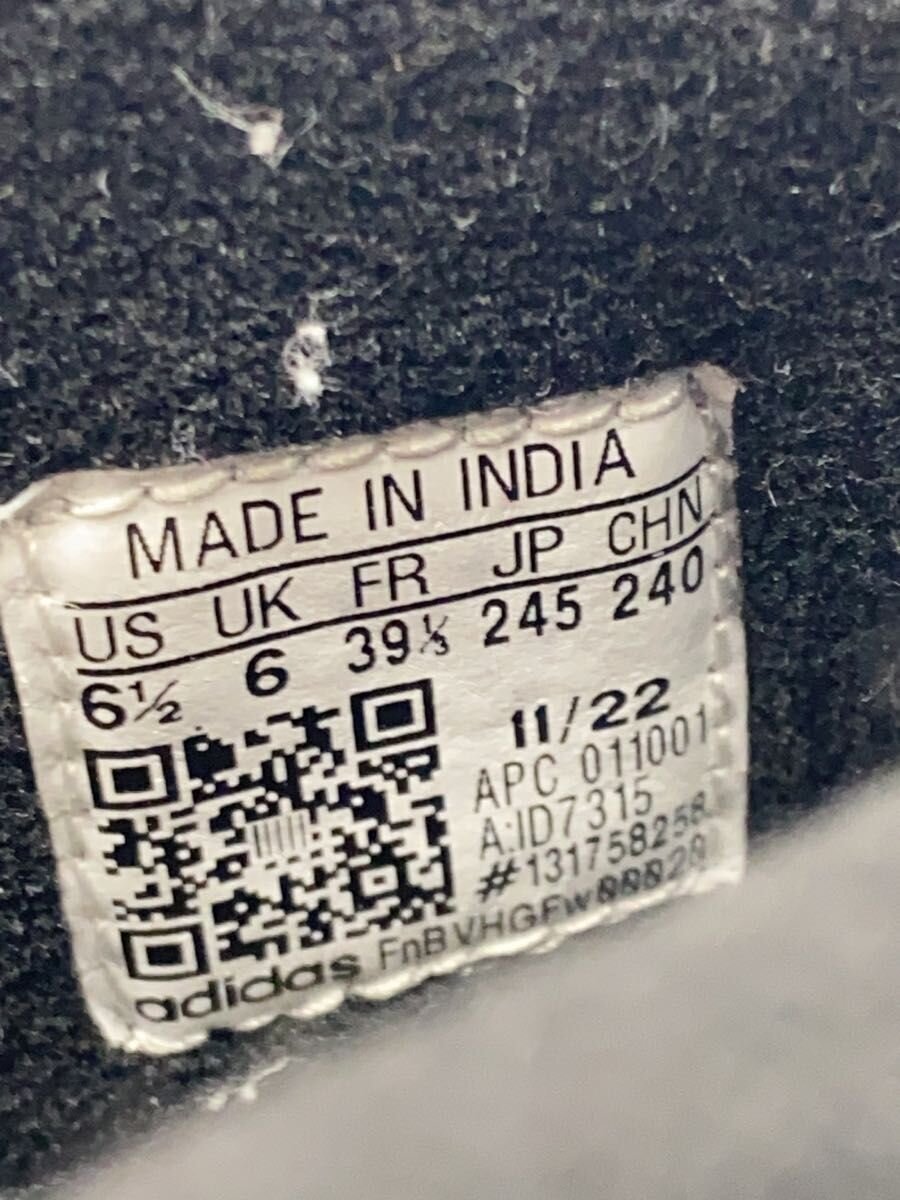 MADE IN INDIA
US UK FR JP CHN
6½ 6 39⅓ 245 240
11/22
APC 011001
A:ID7315
#131758258
adidas